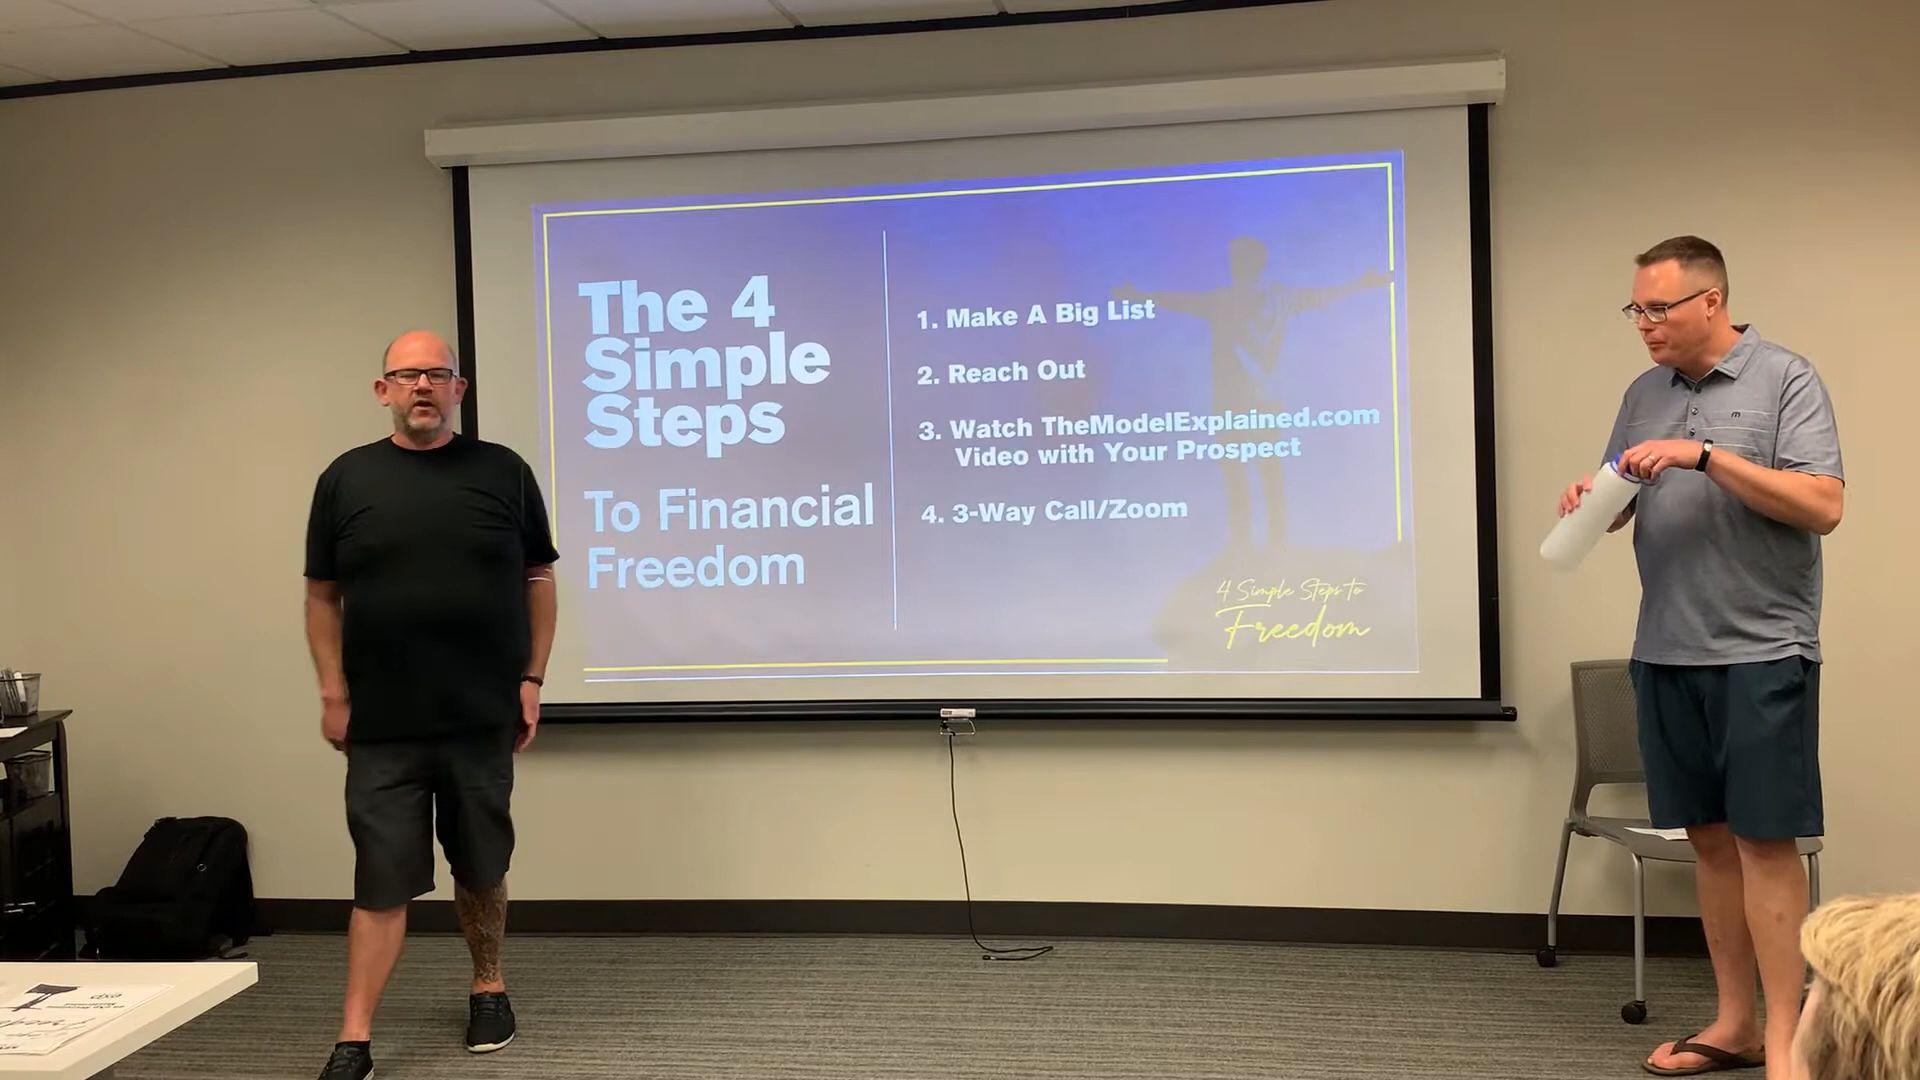 The 4
Simple
Steps
To Financial
Freedom
1. Make A Big List
2. Reach Out
3. Watch TheModelExplained.com
Video with Your Prospect
4. 3-Way Call/Zoom
4 Simple Steps to
Freedom
m
exp